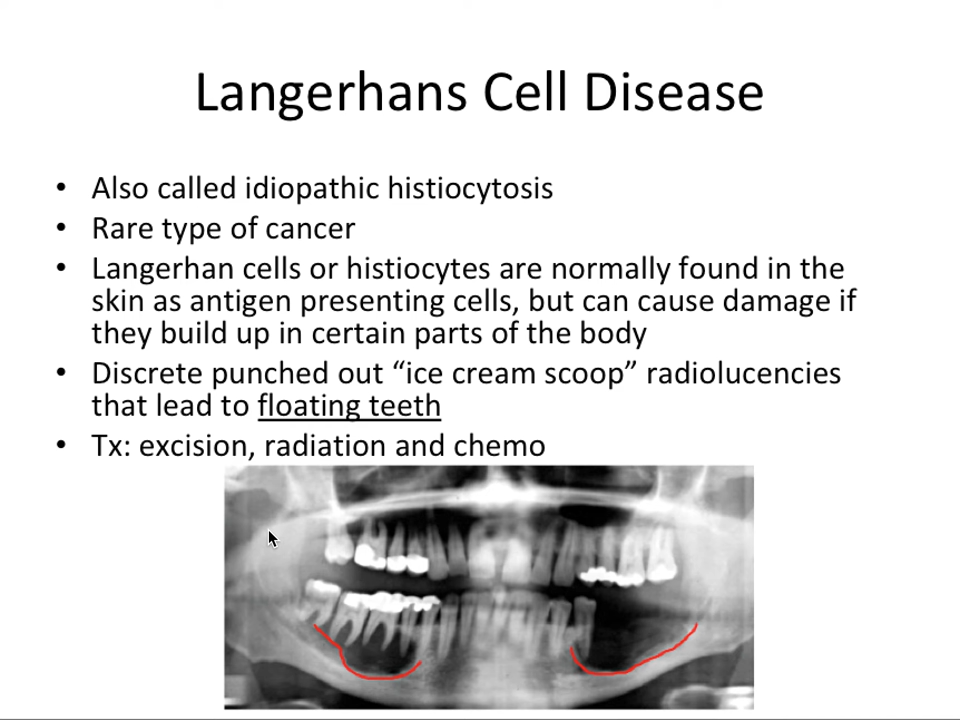 Langerhans Cell Disease
• Also called idiopathic histiocytosis
• Rare type of cancer
• Langerhan cells or histiocytes are normally found in the
skin as antigen presenting cells, but can cause damage if
they build up in certain parts of the body
• Discrete punched out “ice cream scoop” radiolucencies
that lead to floating teeth
• Tx: excision, radiation and chemo